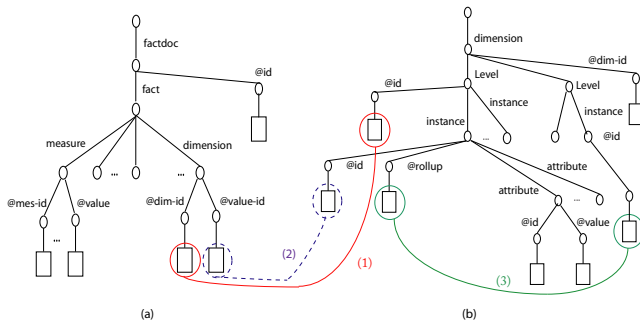 factdoc
@id
fact
measure
... ...
dimension
@mes-id
@value
@dim-id
@value-id
...
(2)
(1)
(a)
dimension
@dim-id
Level
Level
@id
instance
instance
instance
...
@id
@id
@rollup
attribute
attribute
...
@id
@value
(3)
(b)